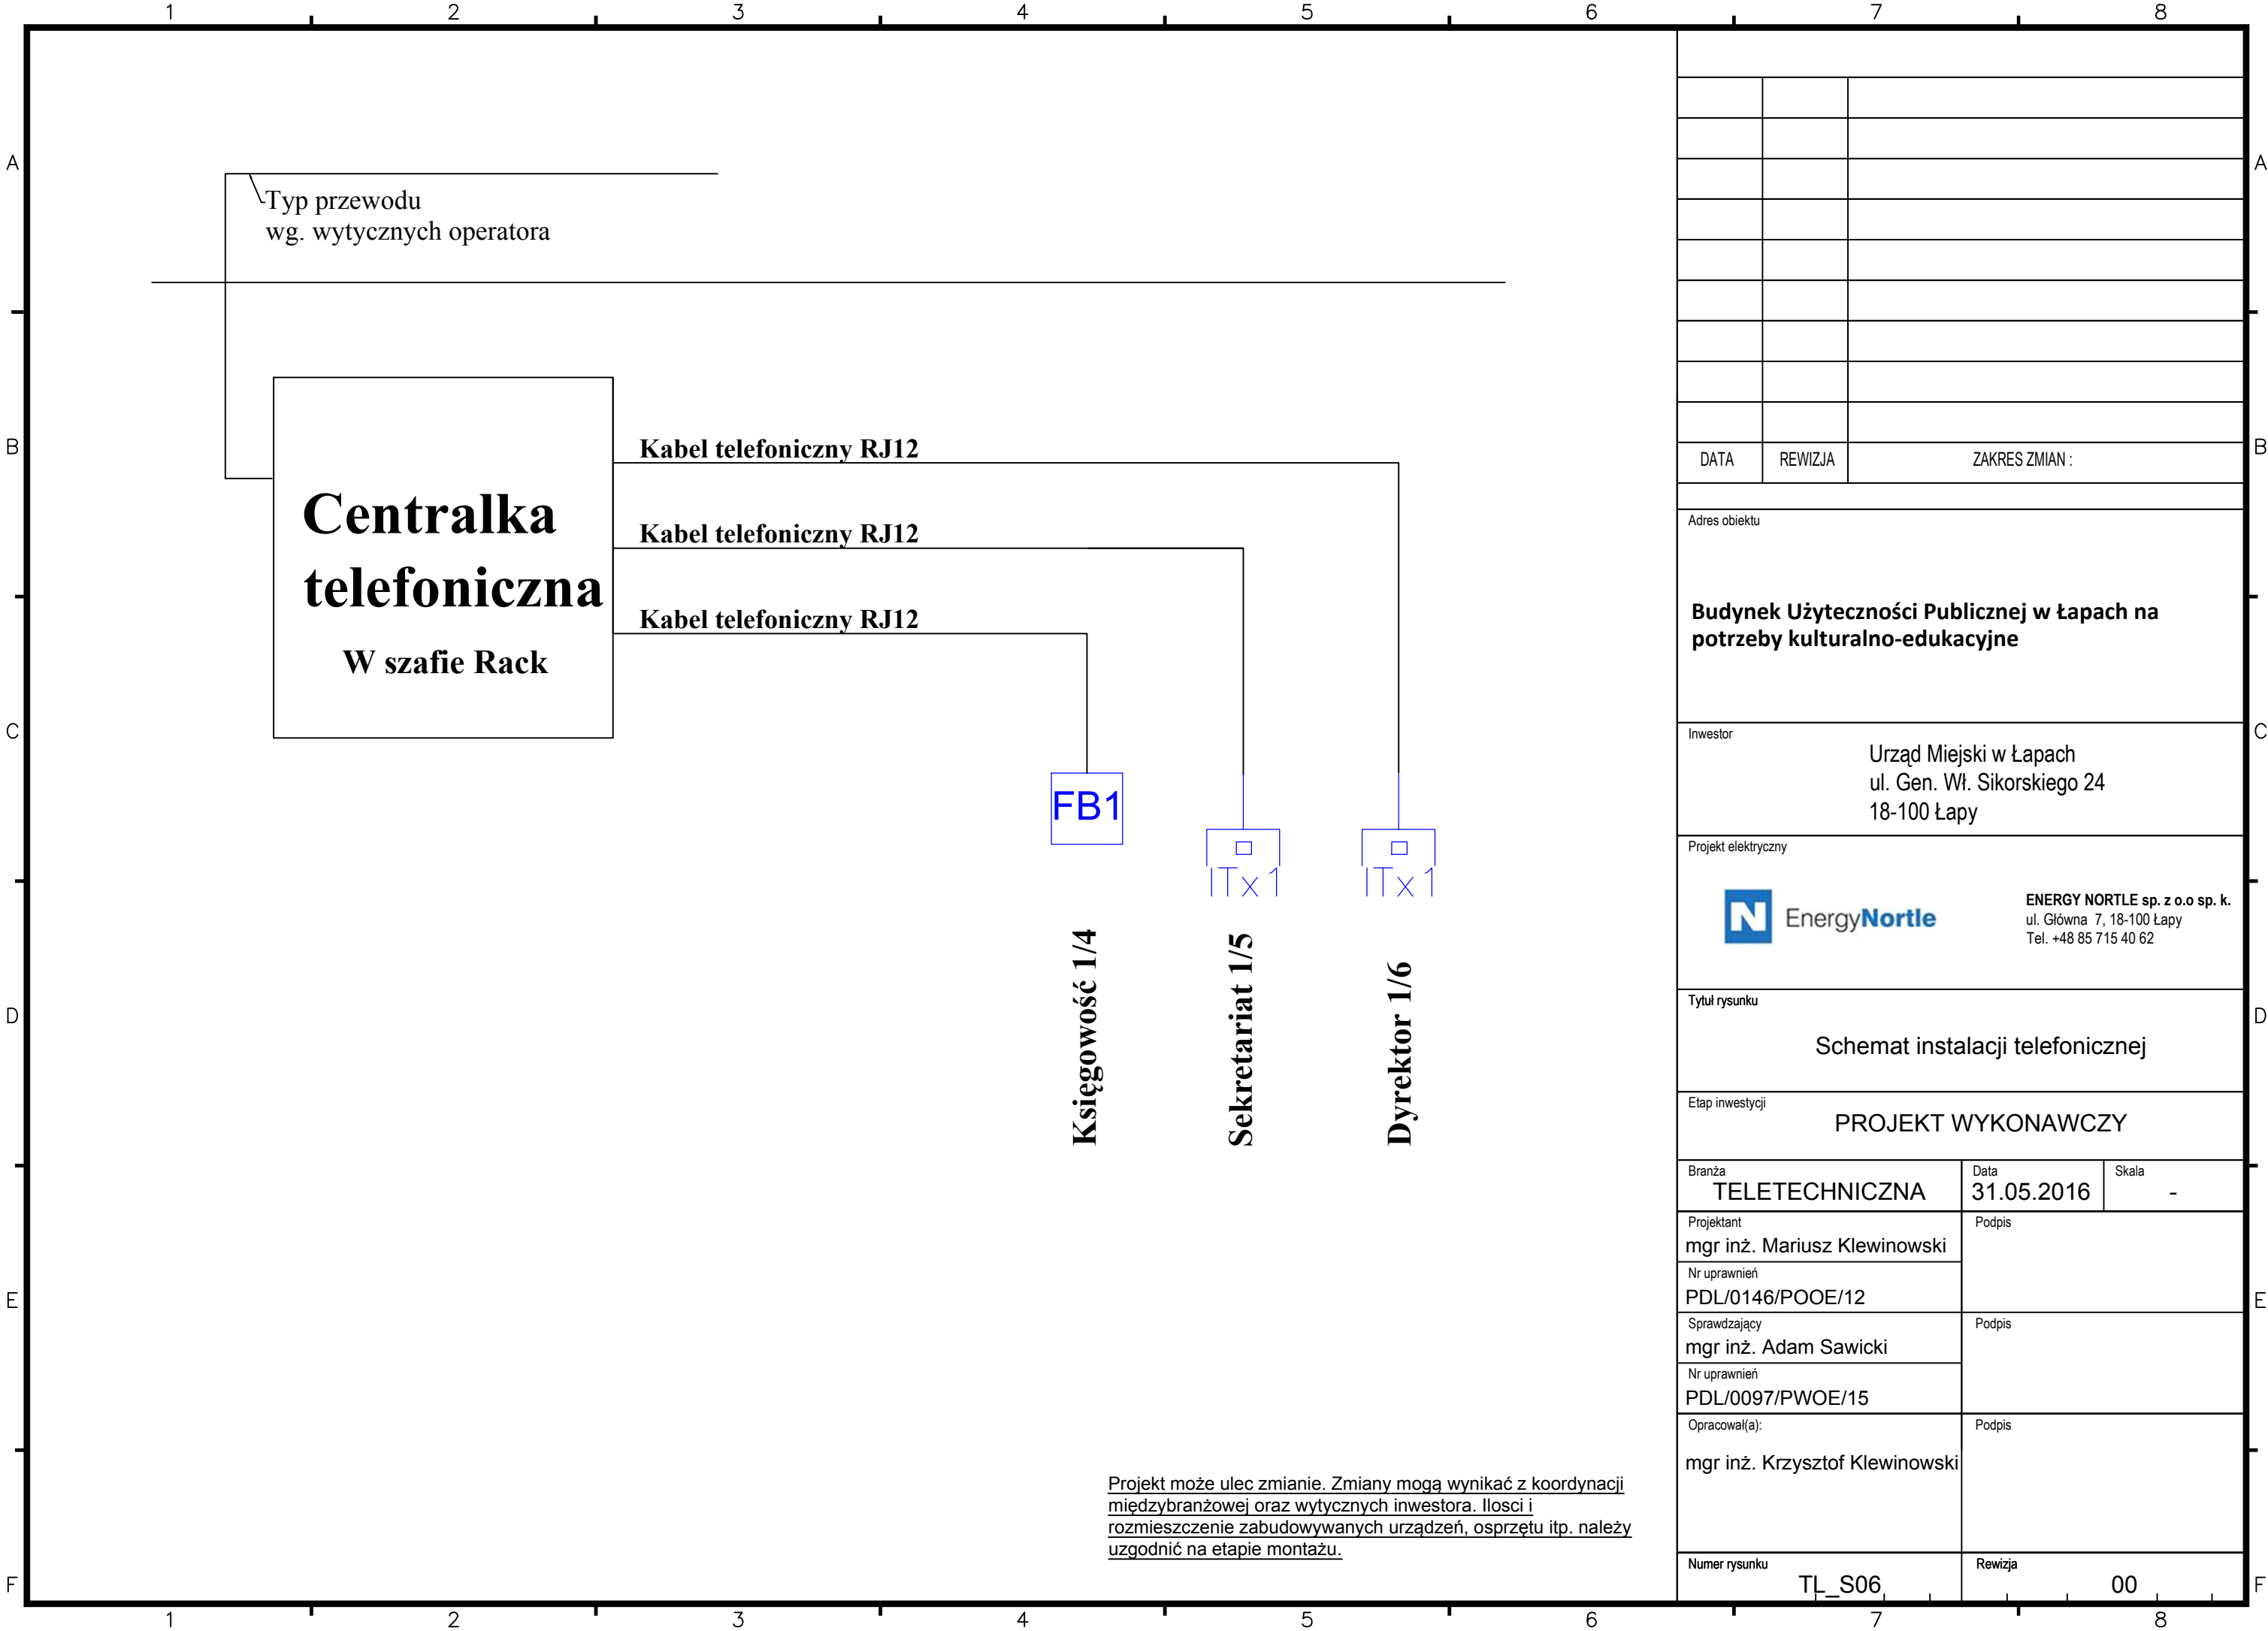 1 2 3 4 5 6 7 8
A A
Typ przewodu
wg. wytycznych operatora
B B
Kabel telefoniczny RJ12
Kabel telefoniczny RJ12
Kabel telefoniczny RJ12
Centralka
telefoniczna
W szafie Rack
C C
FB1
ITx1
ITx1
Księgowość 1/4
Sekretariat 1/5
Dyrektor 1/6
D D
E E
Projekt może ulec zmianie. Zmiany mogą wynikać z koordynacji
międzybranżowej oraz wytycznych inwestora. Ilosci i
rozmieszczenie zabudowywanych urządzeń, osprzętu itp. należy
uzgodnić na etapie montażu.
F F
1 2 3 4 5 6 7 8
DATA REWIZJA ZAKRES ZMIAN :
Adres obiektu
Budynek Użyteczności Publicznej w Łapach na
potrzeby kulturalno-edukacyjne
Inwestor
Urząd Miejski w Łapach
ul. Gen. Wł. Sikorskiego 24
18-100 Łapy
Projekt elektryczny
N EnergyNortle
ENERGY NORTLE sp. z o.o sp. k.
ul. Główna 7, 18-100 Łapy
Tel. +48 85 715 40 62
Tytuł rysunku
Schemat instalacji telefonicznej
Etap inwestycji
PROJEKT WYKONAWCZY
Branża Data Skala
TELETECHNICZNA 31.05.2016 -
Projektant Podpis
mgr inż. Mariusz Klewinowski
Nr uprawnień
PDL/0146/POOE/12
Sprawdzający Podpis
mgr inż. Adam Sawicki
Nr uprawnień
PDL/0097/PWOE/15
Opracował(a): Podpis
mgr inż. Krzysztof Klewinowski
Numer rysunku Rewizja
TL_S06 00